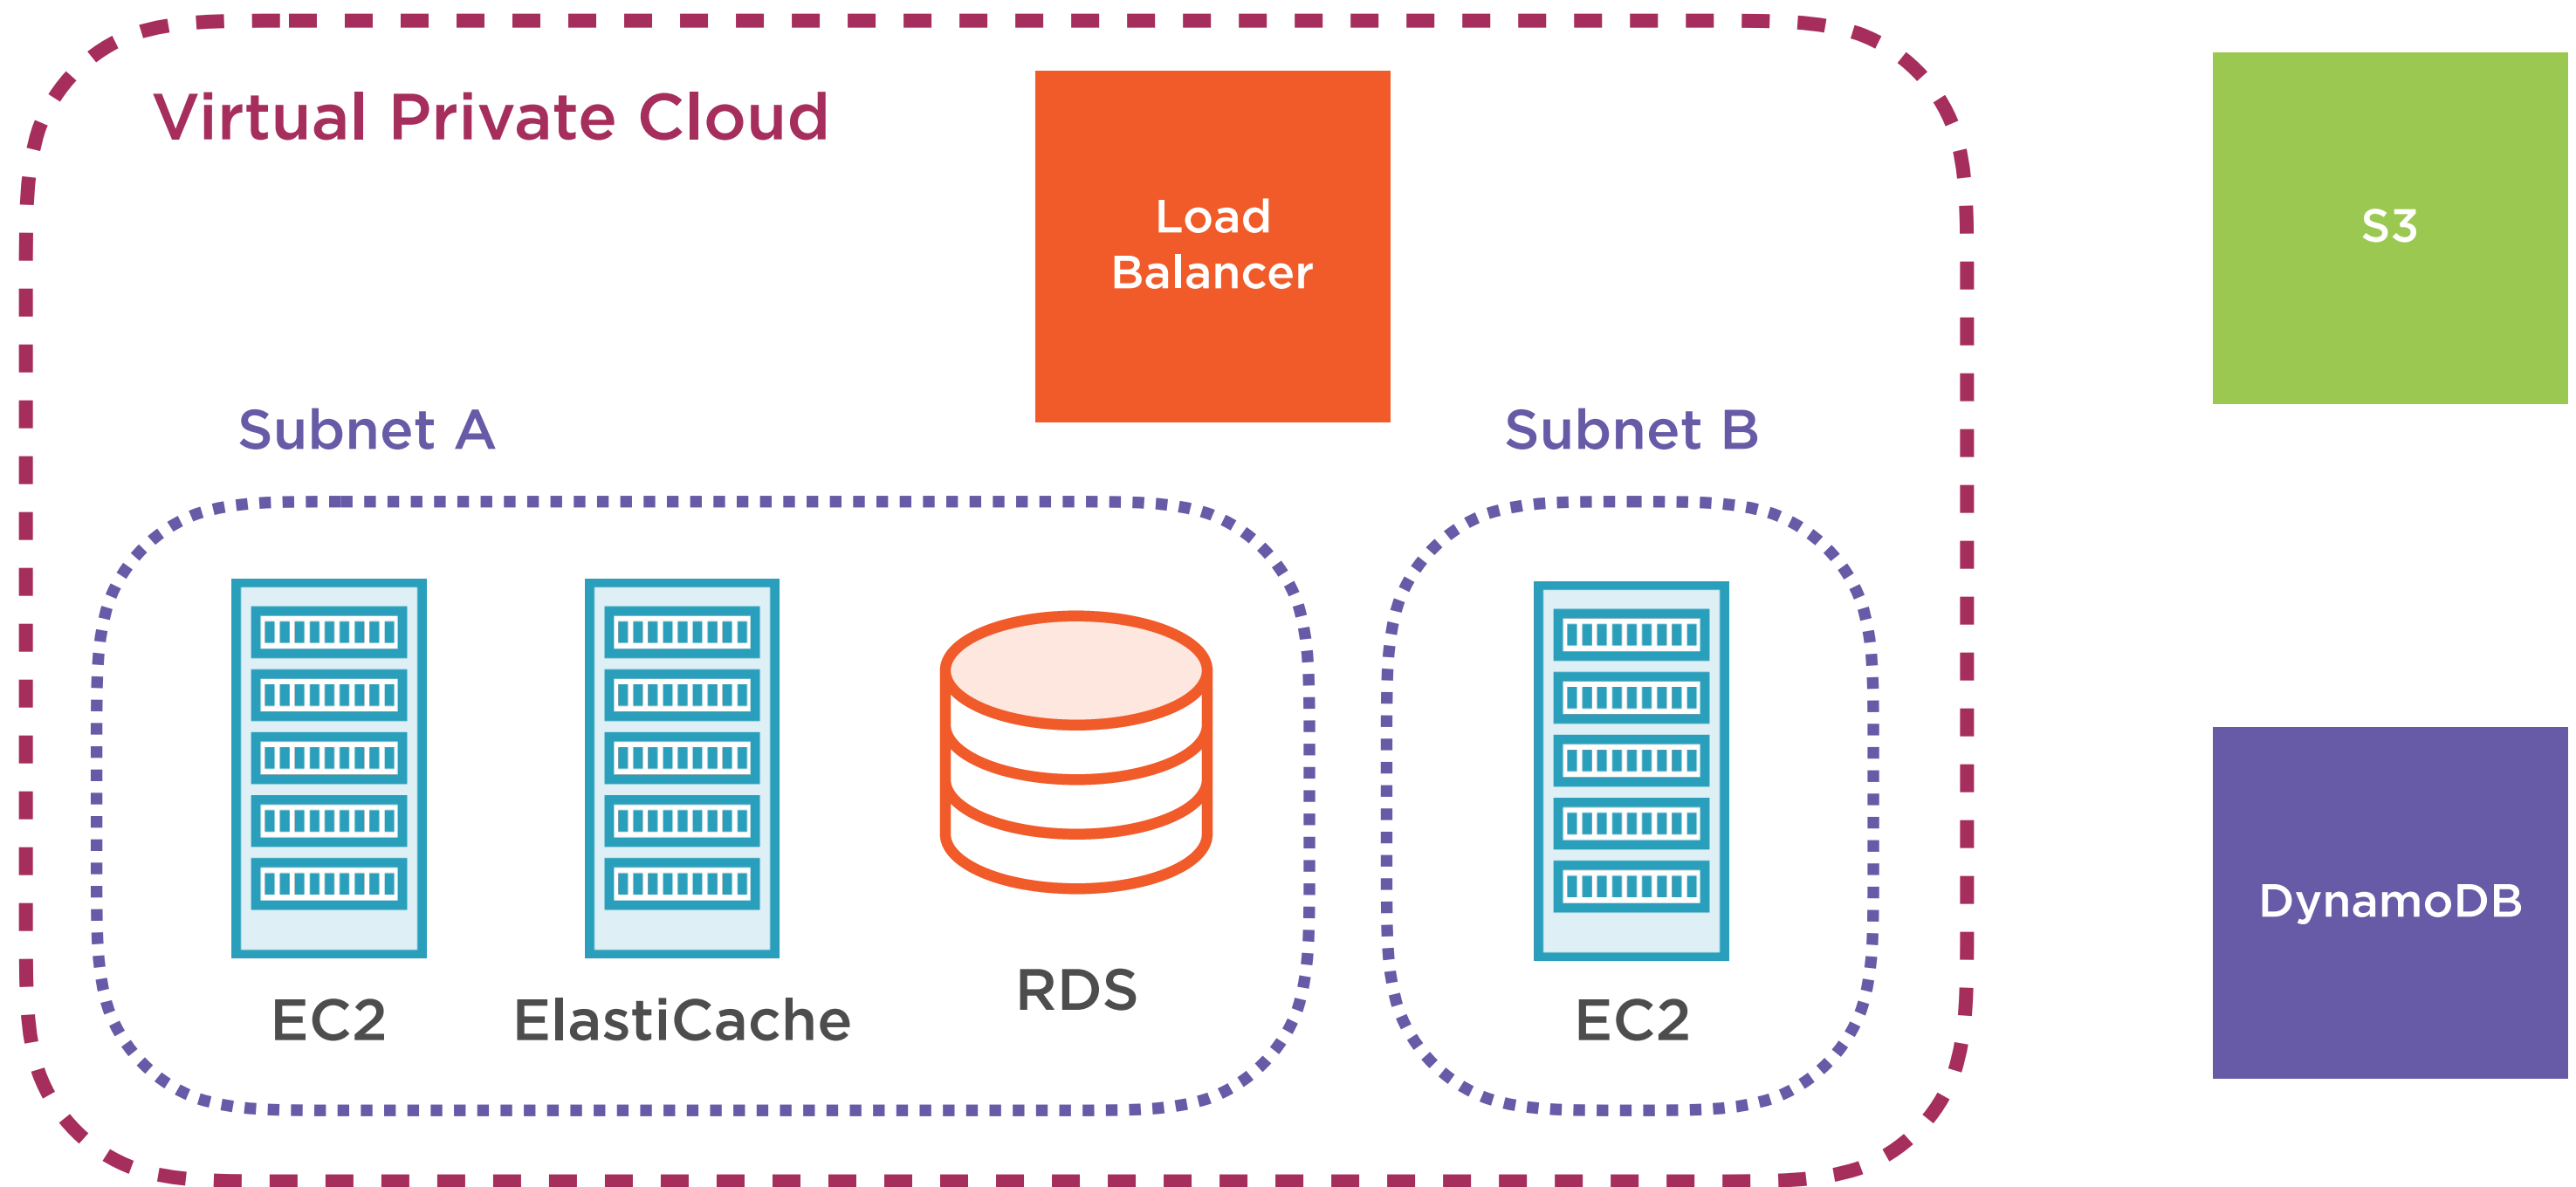 Virtual Private Cloud
Load
Balancer
S3
Subnet A
Subnet B
EC2
ElastiCache
RDS
EC2
DynamoDB